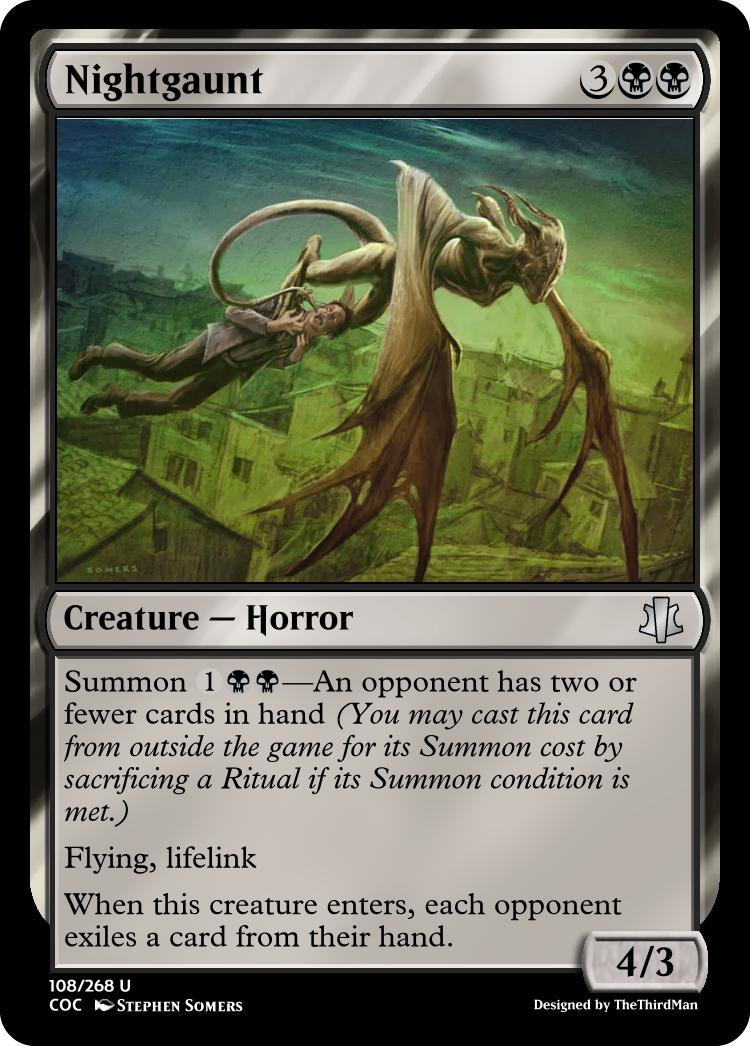 Nightgaunt 3
SOMERS
Creature — Horror
Summon 1 —An opponent has two or
fewer cards in hand (You may cast this card
from outside the game for its Summon cost by
sacrificing a Ritual if its Summon condition is
met.)
Flying, lifelink
When this creature enters, each opponent
exiles a card from their hand.
4/3
108/268 U
COC STEPHEN SOMERS
Designed by TheThirdMan